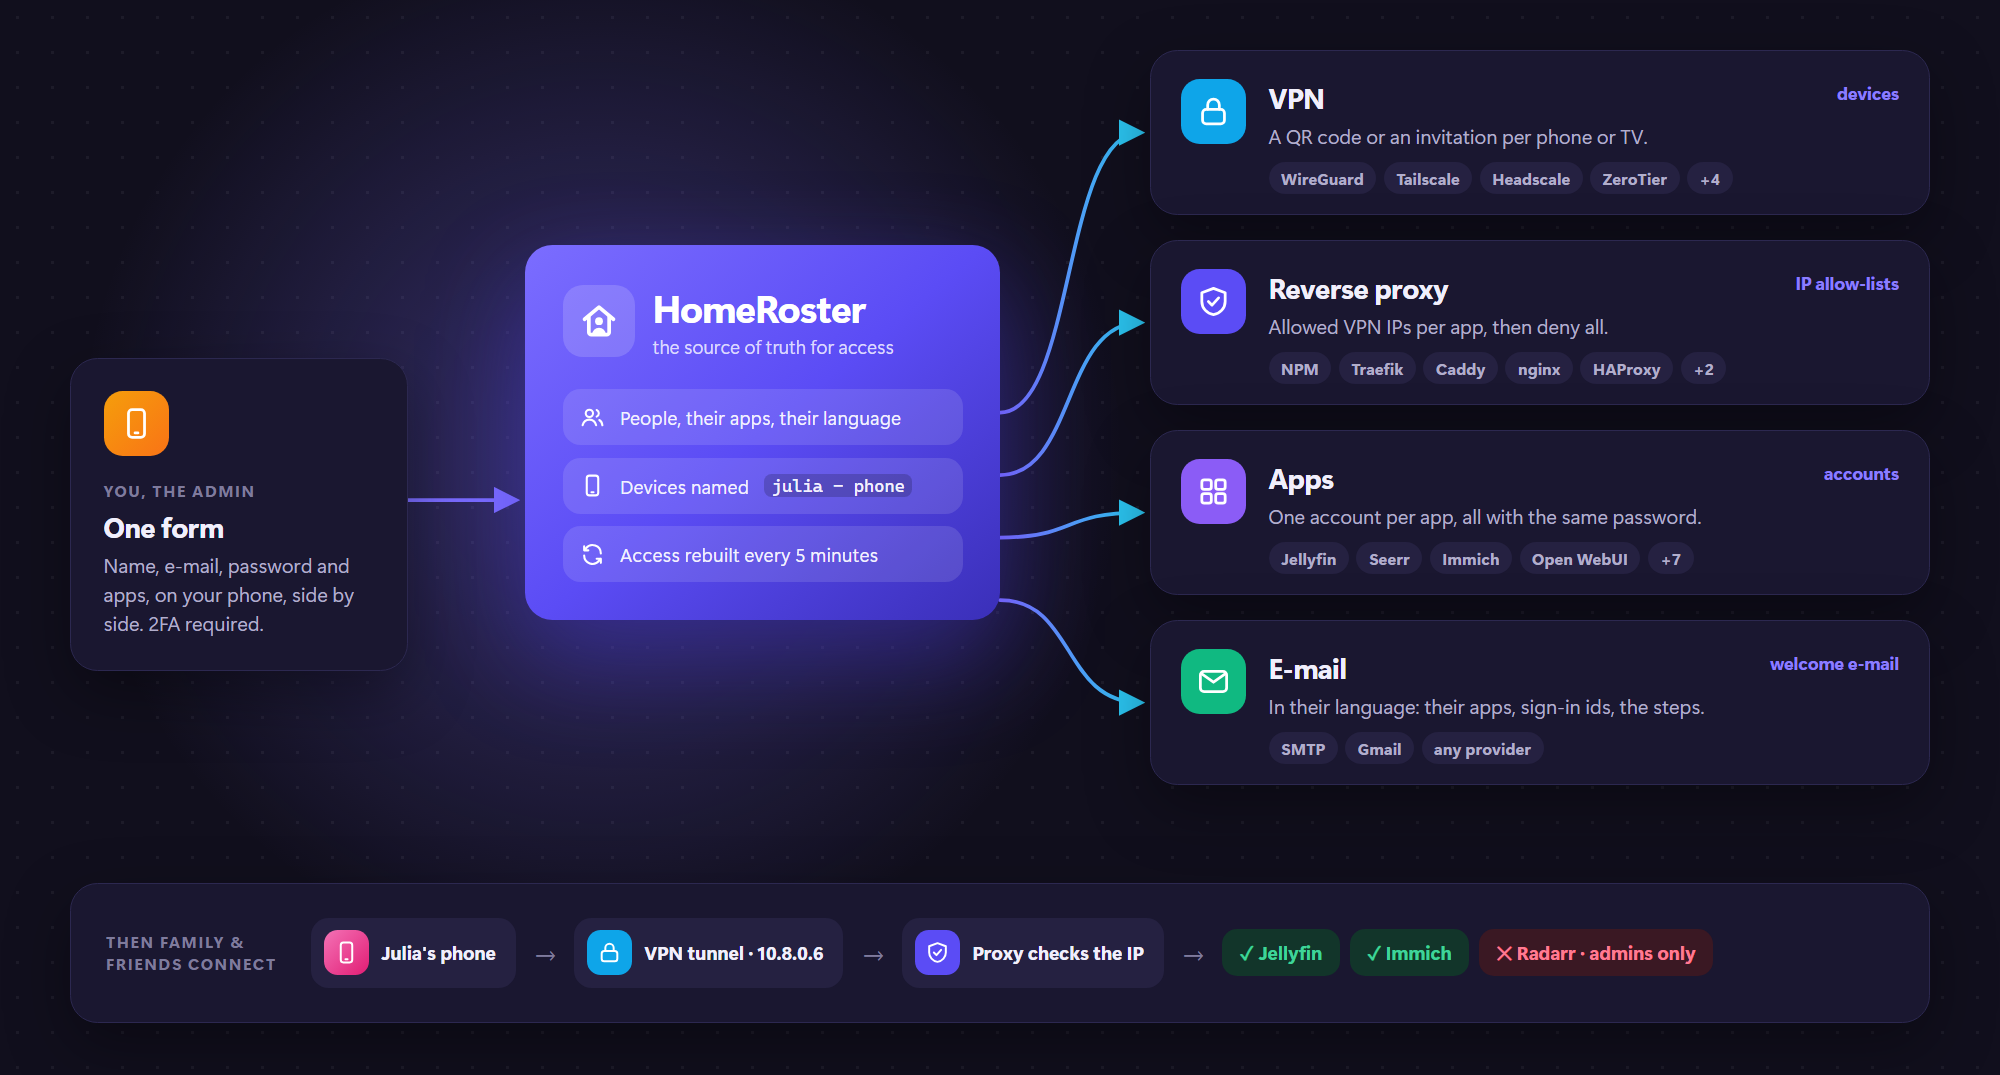 YOU, THE ADMIN
One form
Name, e-mail, password and
apps, on your phone, side by
side. 2FA required.
HomeRoster
the source of truth for access
People, their apps, their language
Devices named julia – phone
Access rebuilt every 5 minutes
VPN
devices
A QR code or an invitation per phone or TV.
WireGuard Tailscale Headscale ZeroTier +4
Reverse proxy
IP allow-lists
Allowed VPN IPs per app, then deny all.
NPM Traefik Caddy nginx HAProxy +2
Apps
accounts
One account per app, all with the same password.
Jellyfin Seerr Immich Open WebUI +7
E-mail
welcome e-mail
In their language: their apps, sign-in ids, the steps.
SMTP Gmail any provider
THEN FAMILY &
FRIENDS CONNECT
Julia's phone → VPN tunnel · 10.8.0.6 → Proxy checks the IP → ✓ Jellyfin ✓ Immich ✕ Radarr · admins only